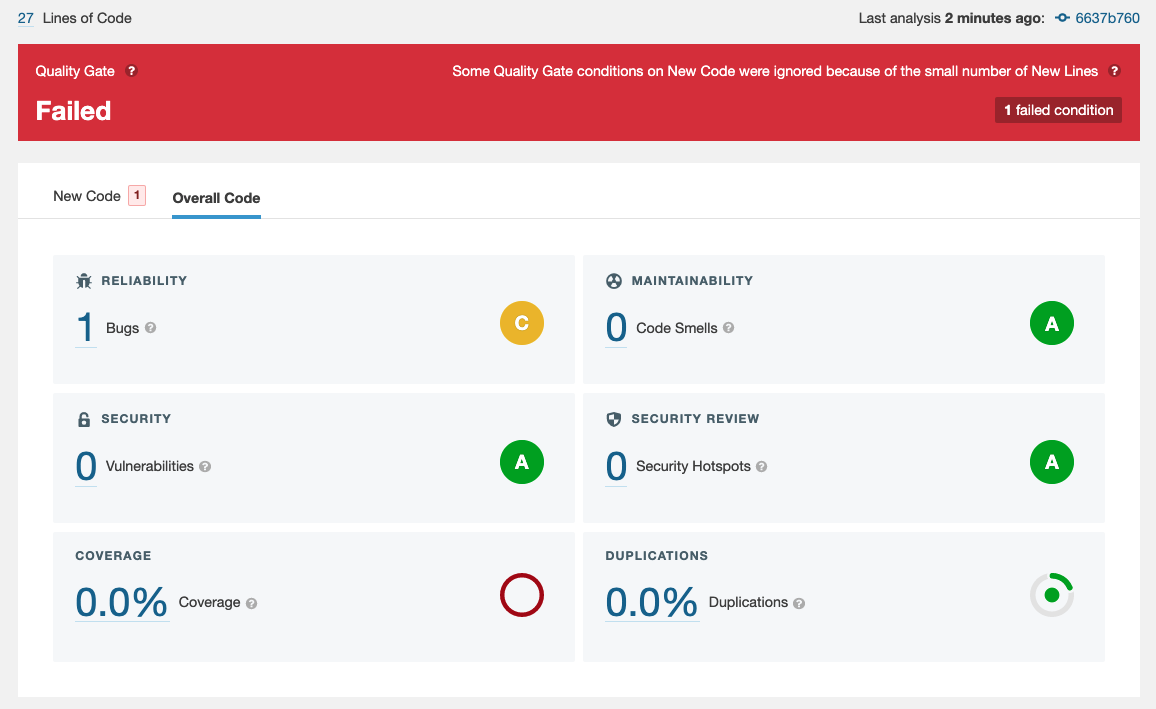 27 Lines of Code
Last analysis 2 minutes ago: 6637b760
Quality Gate ?
Some Quality Gate conditions on New Code were ignored because of the small number of New Lines ?
Failed
1 failed condition
New Code 1
Overall Code
RELIABILITY
1 Bugs ?
C
MAINTAINABILITY
0 Code Smells ?
A
SECURITY
0 Vulnerabilities ?
A
SECURITY REVIEW
0 Security Hotspots ?
A
COVERAGE
0.0% Coverage ?
DUPLICATIONS
0.0% Duplications ?